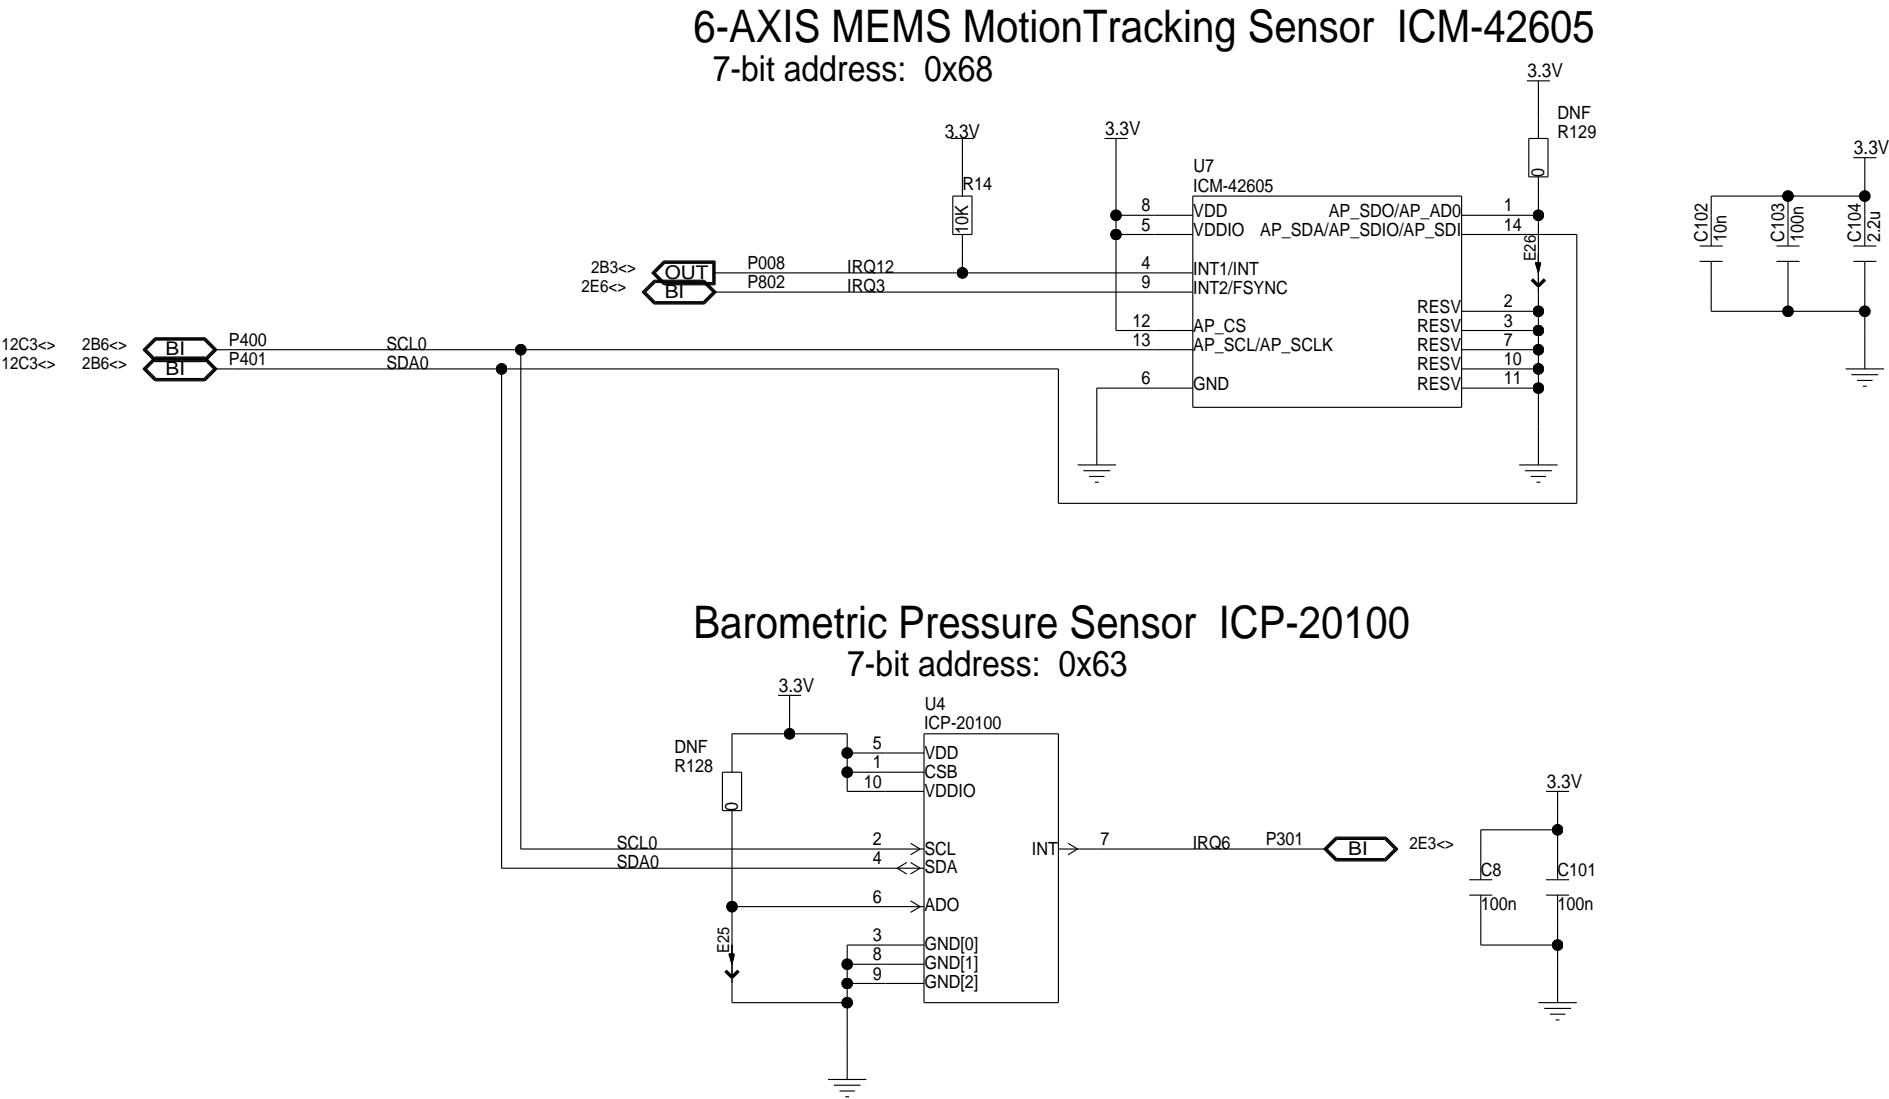 6-AXIS MEMS MotionTracking Sensor ICM-42605
7-bit address: 0x68
3.3V
DNF
R129
0
3.3V
R14
10K
3.3V
U7
ICM-42605
8 VDD
5 VDDIO
4 INT1/INT
9 INT2/FSYNC
12 AP_CS
13 AP_SCL/AP_SCLK
6 GND
AP_SDO/AP_AD0 1
AP_SDA/AP_SDIO/AP_SDI 14
E26
RESV 2
RESV 3
RESV 7
RESV 10
RESV 11
3.3V
C102
10n
C103
100n
C104
2.2u
2B3<> OUT P008 IRQ12
2E6<> BI P802 IRQ3
12C3<> 2B6<> BI P400 SCL0
12C3<> 2B6<> BI P401 SDA0
Barometric Pressure Sensor ICP-20100
7-bit address: 0x63
3.3V
DNF
R128
0
U4
ICP-20100
5 VDD
1 CSB
10 VDDIO
SCL0 2 SCL
SDA0 4 SDA
6 ADO
E25
3 GND[0]
8 GND[1]
9 GND[2]
INT 7 IRQ6 P301 BI 2E3<>
3.3V
C8
100n
C101
100n